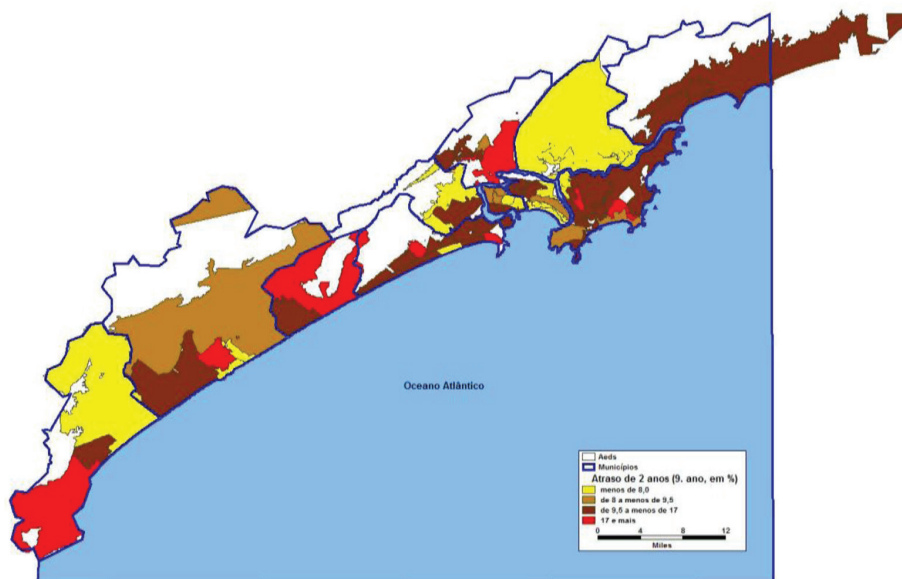 Oceano Atlântico
Aeds
Municípios
Atraso de 2 anos (9. ano, em %)
menos de 8,0
de 8 a menos de 9,5
de 9,5 a menos de 17
17 e mais
0 4 8 12
Miles